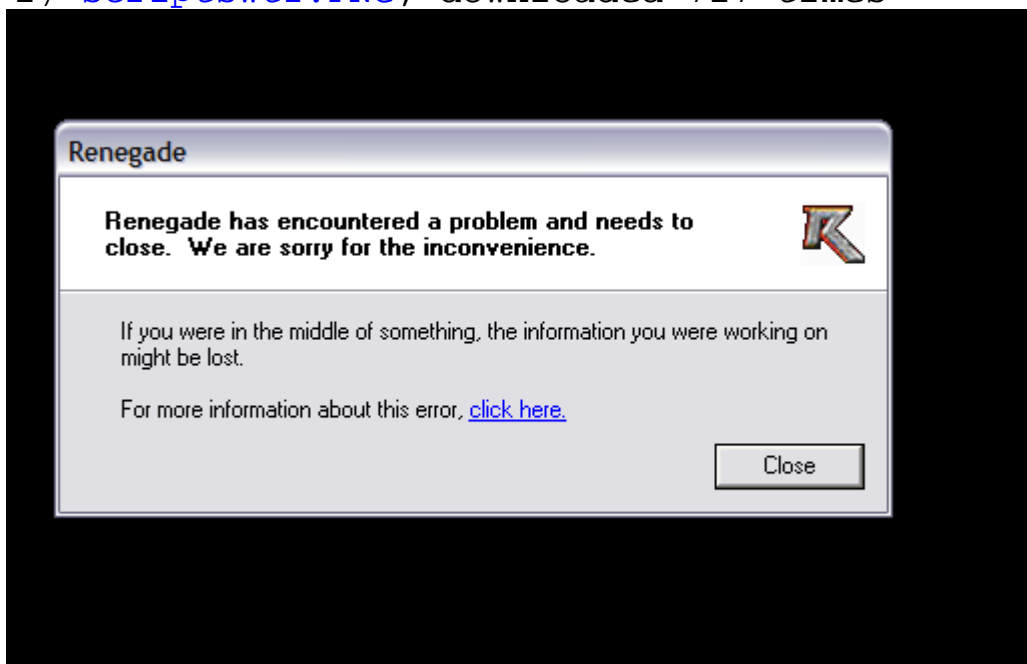 downloaded times
Renegade
Renegade has encountered a problem and needs to
close. We are sorry for the inconvenience.
If you were in the middle of something, the information you were working on
might be lost.
For more information about this error, click here.
Close